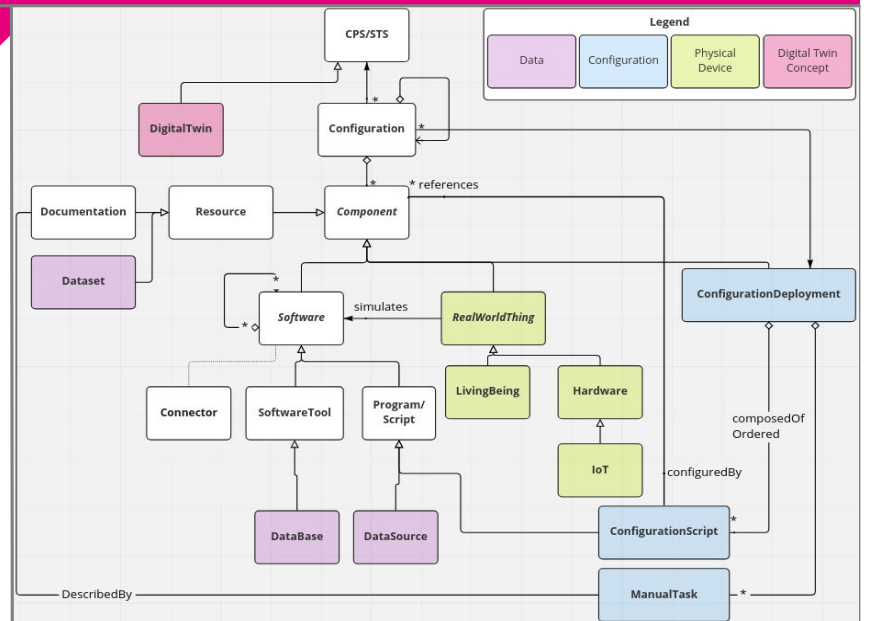 CPS/STS
Legend
Data
Configuration
Physical
Device
Digital Twin
Concept
DigitalTwin
*
Configuration
*
*
* references
Documentation
Resource
Component
Dataset
*
*
Software
simulates
RealWorldThing
ConfigurationDeployment
Connector
SoftwareTool
Program/
Script
LivingBeing
Hardware
composedOf
Ordered
IoT
configuredBy
DataBase
DataSource
ConfigurationScript
*
DescribedBy
ManualTask
*